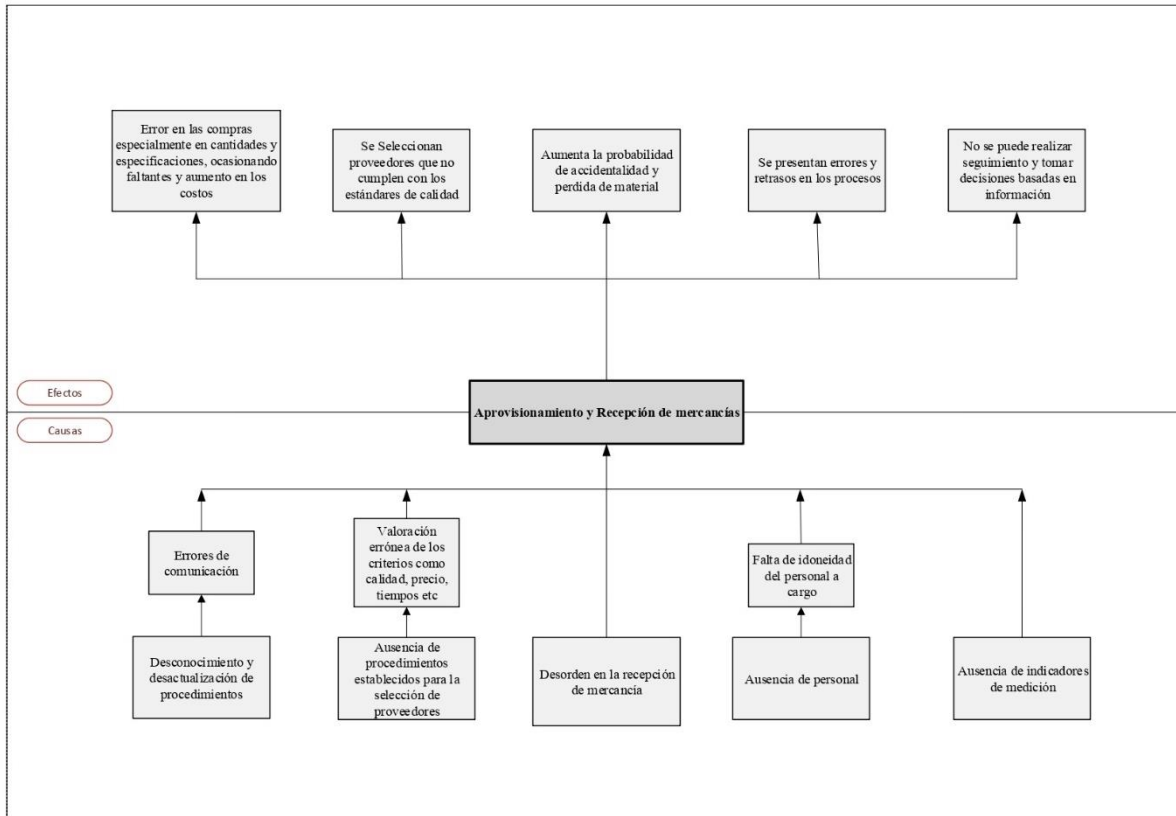 Error en las compras
especialmente en cantidades y
especificaciones, ocasionando
faltantes y aumento en los
costos
Se Seleccionan
proveedores que no
cumplen con los
estándares de calidad
Aumenta la probabilidad
de accidentalidad y
perdida de material
Se presentan errores y
retrasos en los procesos
No se puede realizar
seguimiento y tomar
decisiones basadas en
información
Efectos
Aprovisionamiento y Recepción de mercancías
Causas
Errores de
comunicación
Valoración
errónea de los
criterios como
calidad, precio,
tiempos etc
Falta de idoneidad
del personal a
cargo
Desconocimiento y
desactualización de
procedimientos
Ausencia de
procedimientos
establecidos para la
selección de
proveedores
Desorden en la recepción
de mercancía
Ausencia de personal
Ausencia de indicadores
de medición